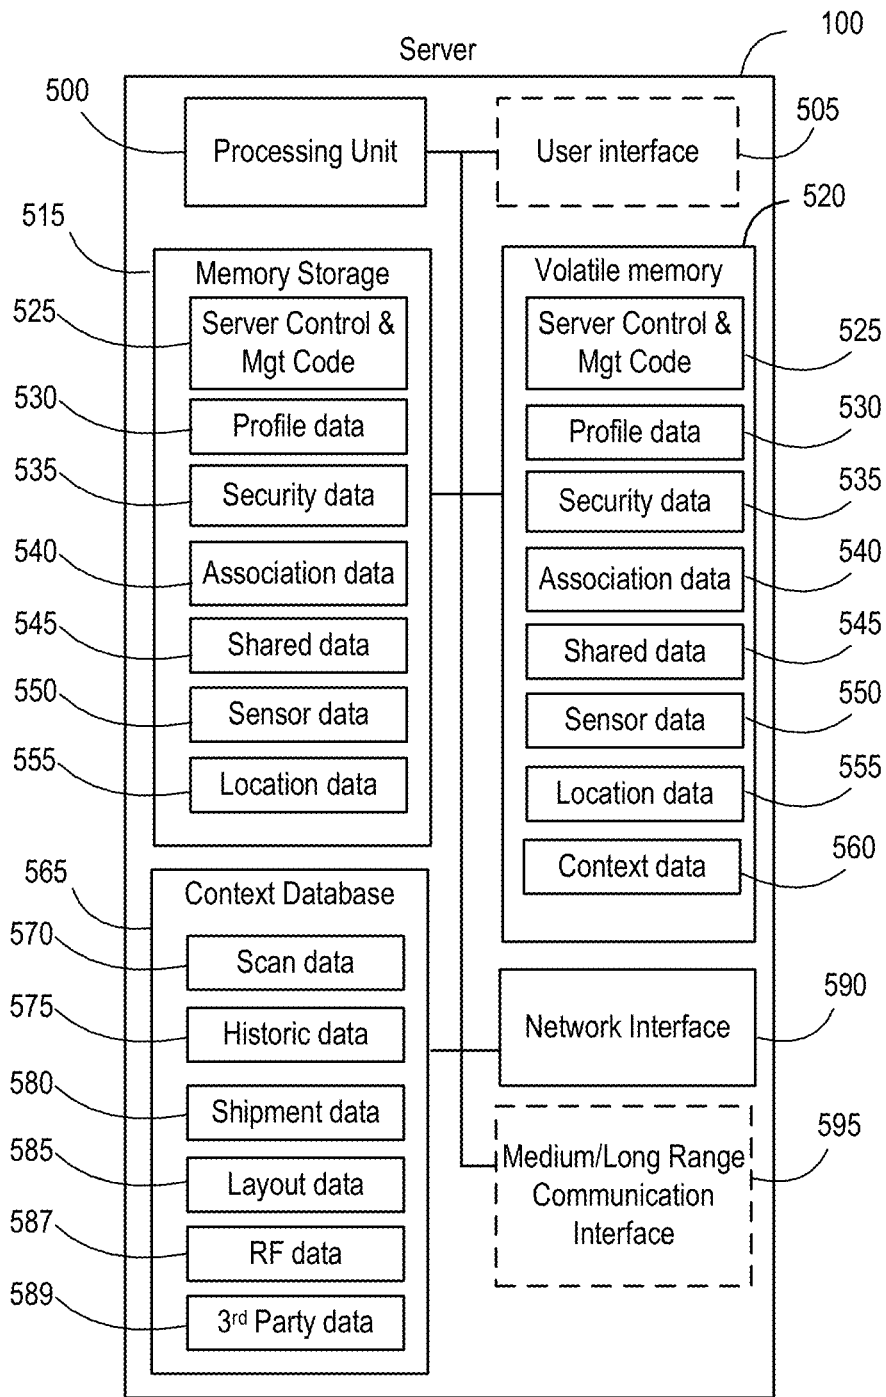 100
Server
500
Processing Unit
User interface
505
515
Memory Storage
525
Server Control &
Mgt Code
530
Profile data
535
Security data
540
Association data
545
Shared data
550
Sensor data
555
Location data
520
Volatile memory
Server Control &
Mgt Code
525
Profile data
530
Security data
535
Association data
540
Shared data
545
Sensor data
550
Location data
555
Context data
560
565
Context Database
570
Scan data
575
Historic data
580
Shipment data
585
Layout data
587
RF data
589
3rd Party data
Network Interface
590
Medium/Long Range
Communication
Interface
595